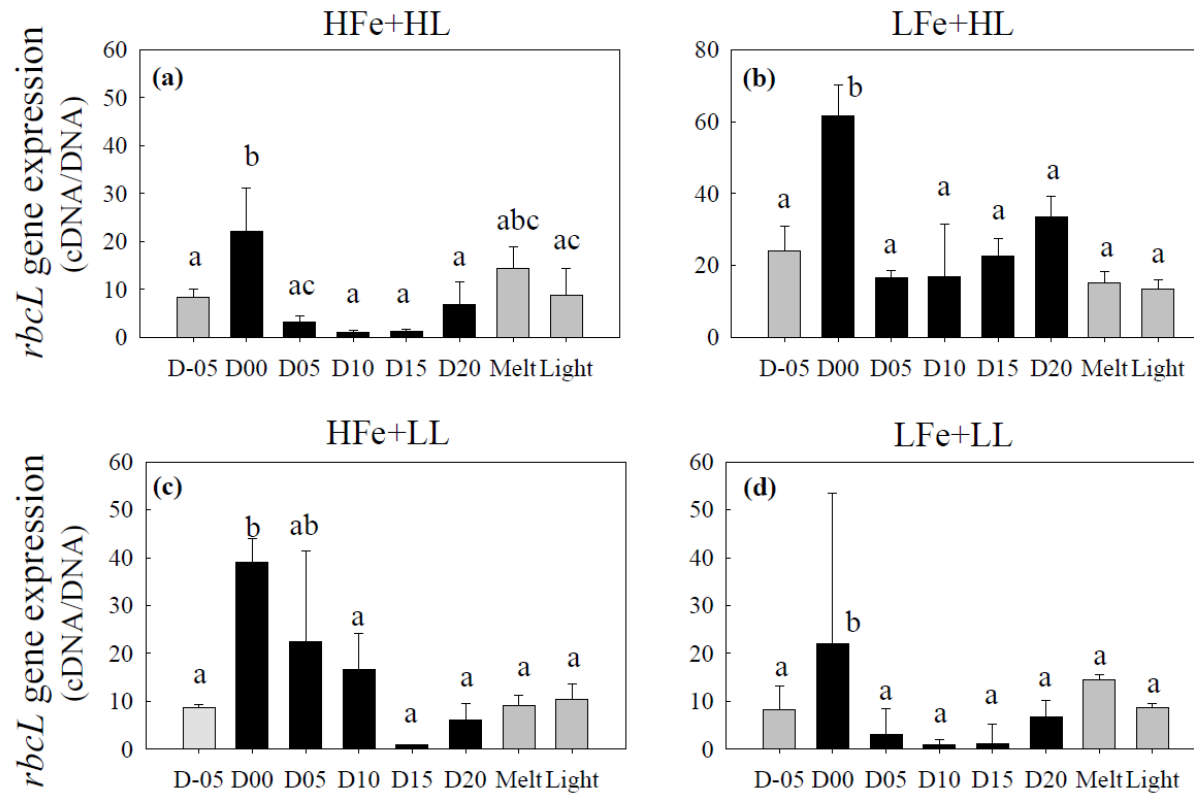 HFe+HL
LFe+HL
rbcL gene expression
(cDNA/DNA)
60
50
40
30
20
10
0
(a)
a
b
ac
a
a
a
abc
ac
D-05 D00 D05 D10 D15 D20 Melt Light
80
60
40
20
0
(b)
a
b
a
a
a
a
a
a
D-05 D00 D05 D10 D15 D20 Melt Light
HFe+LL
LFe+LL
rbcL gene expression
(cDNA/DNA)
60
50
40
30
20
10
0
(c)
a
b
ab
a
a
a
a
a
D-05 D00 D05 D10 D15 D20 Melt Light
60
50
40
30
20
10
0
(d)
a
b
a
a
a
a
a
a
D-05 D00 D05 D10 D15 D20 Melt Light